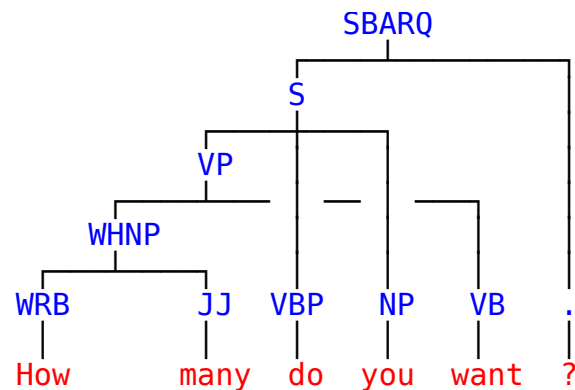 SBARQ
S
VP
WHNP
WRB JJ VBP NP VB .
How many do you want ?